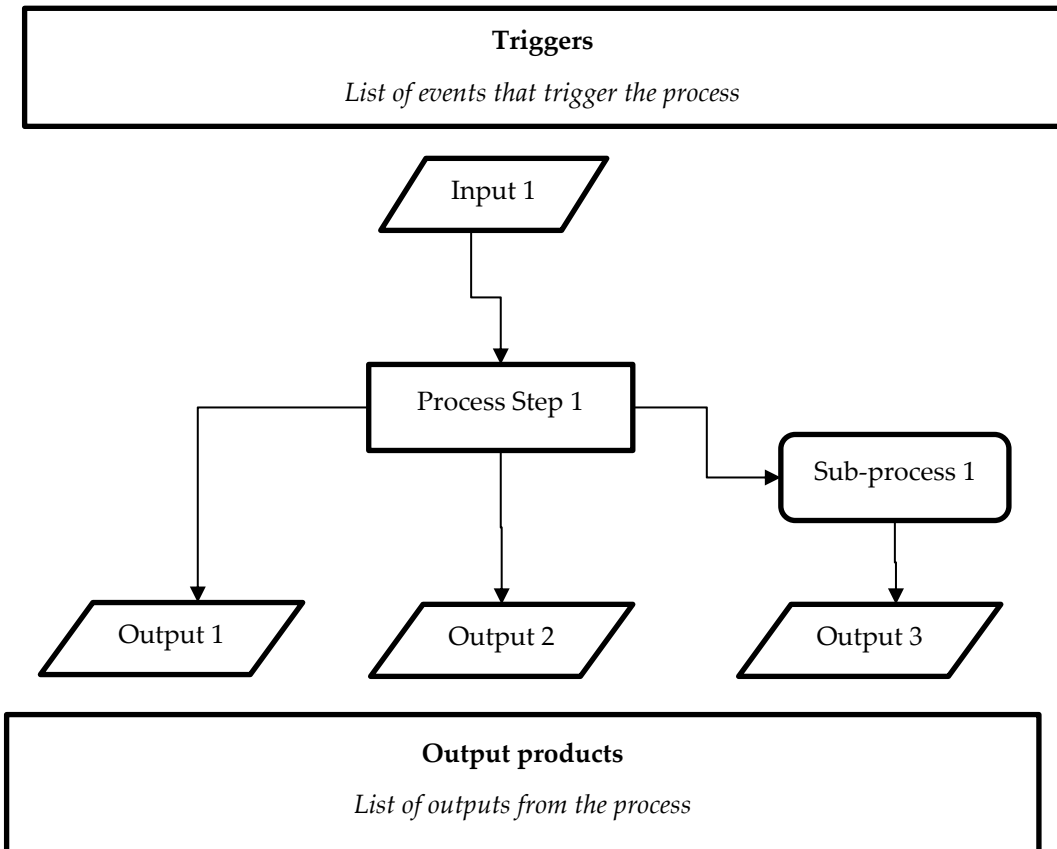 Triggers
List of events that trigger the process
Input 1
Process Step 1
Sub-process 1
Output 1
Output 2
Output 3
Output products
List of outputs from the process